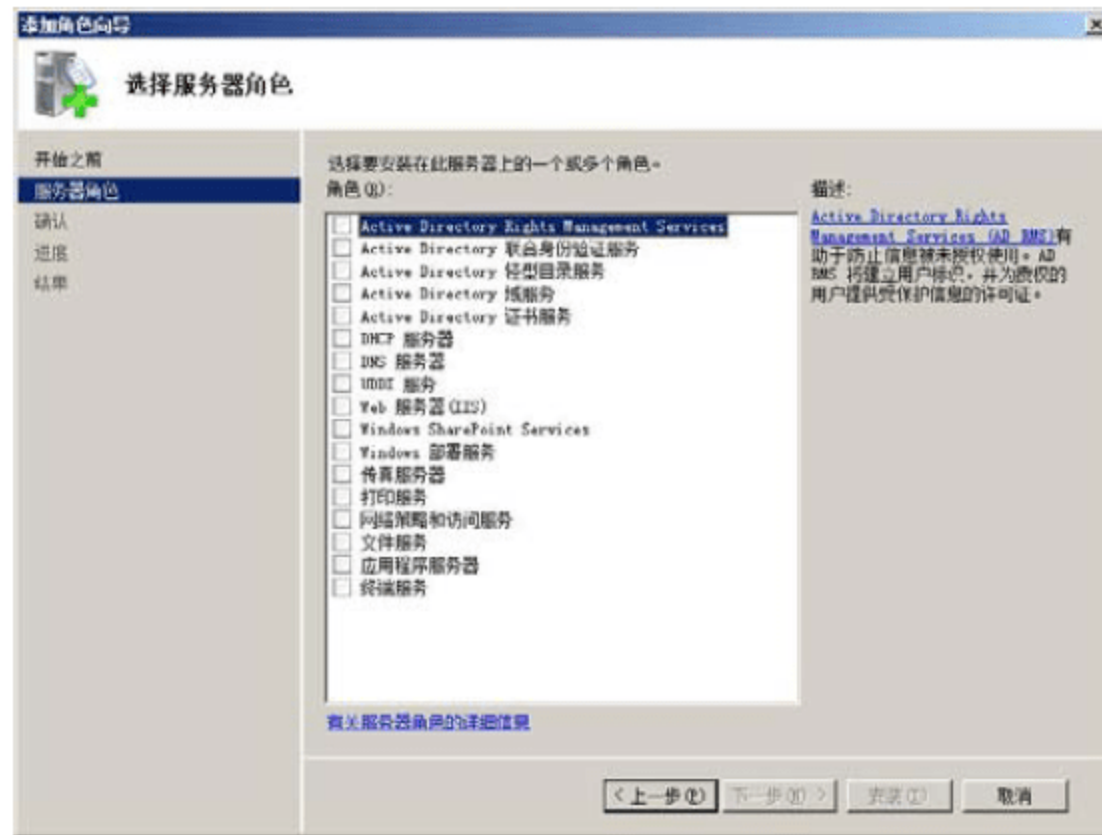 添加角色向导
选择服务器角色
开始之前
服务器角色
确认
进度
结果
选择要安装在此服务器上的一个或多个角色。
角色(R):
Active Directory Rights Management Services
Active Directory 联合身份验证服务
Active Directory 轻型目录服务
Active Directory 域服务
Active Directory 证书服务
DHCP 服务器
DNS 服务器
UDDI 服务
Web 服务器(IIS)
Windows SharePoint Services
Windows 部署服务
传真服务器
打印服务
网络策略和访问服务
文件服务
应用程序服务器
终端服务
有关服务器角色的详细信息
描述:
Active Directory Rights
Management Services (AD RMS)有
助于防止信息被未授权使用。AD
RMS 将建立用户标识，并为授权的
用户提供受保护信息的许可证。
< 上一步(P)
下一步(N) >
安装(I)
取消